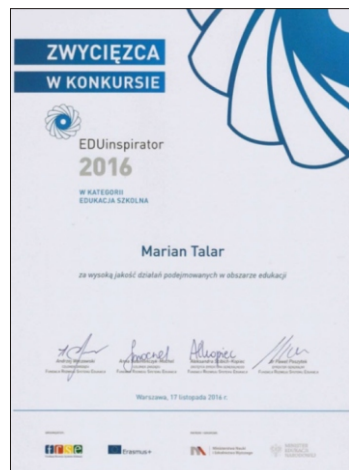 ZWYCIĘZCA
W KONKURSIE
EDUinspirator
2016
W KATEGORII
EDUKACJA SZKOLNA
Marian Talar
za wysoką jakość działań podejmowanych w obszarze edukacji
Warszawa, 17 listopada 2016 r.
frse
Erasmus+